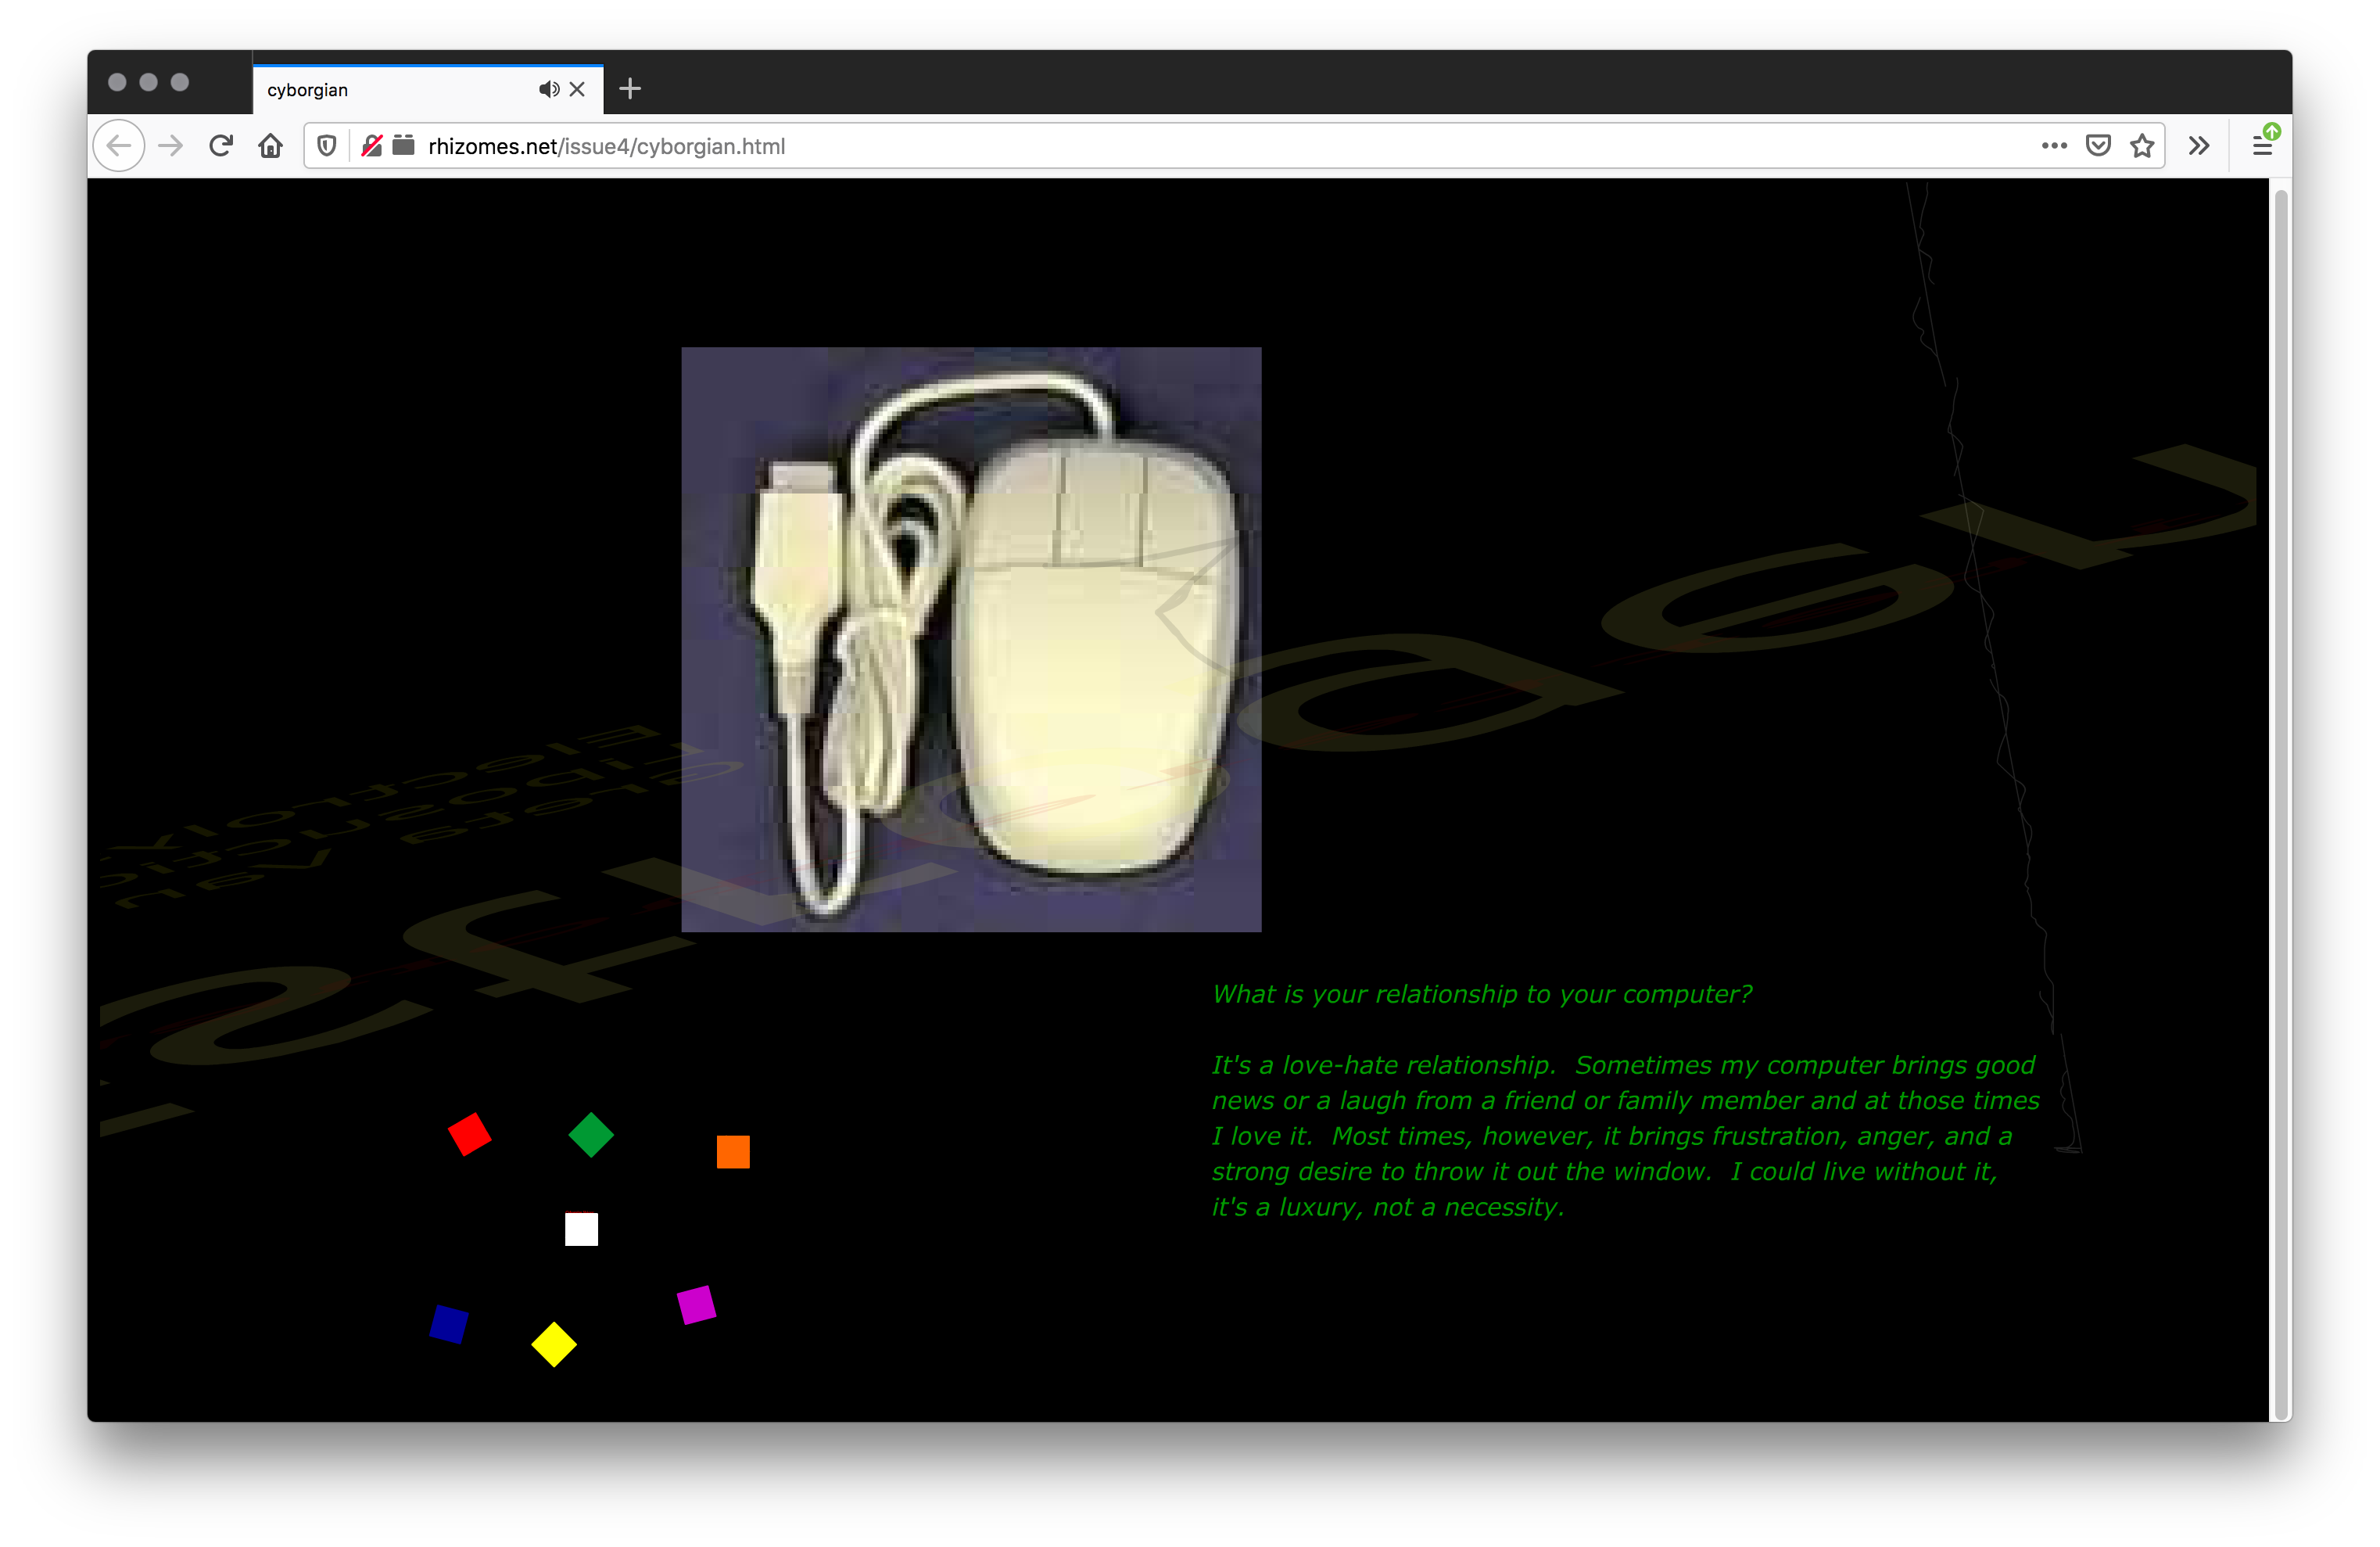 cyborgian
rhizomes.net/issue4/cyborgian.html
What is your relationship to your computer?
It's a love-hate relationship.  Sometimes my computer brings good
news or a laugh from a friend or family member and at those times
I love it.  Most times, however, it brings frustration, anger, and a
strong desire to throw it out the window.  I could live without it,
it's a luxury, not a necessity.